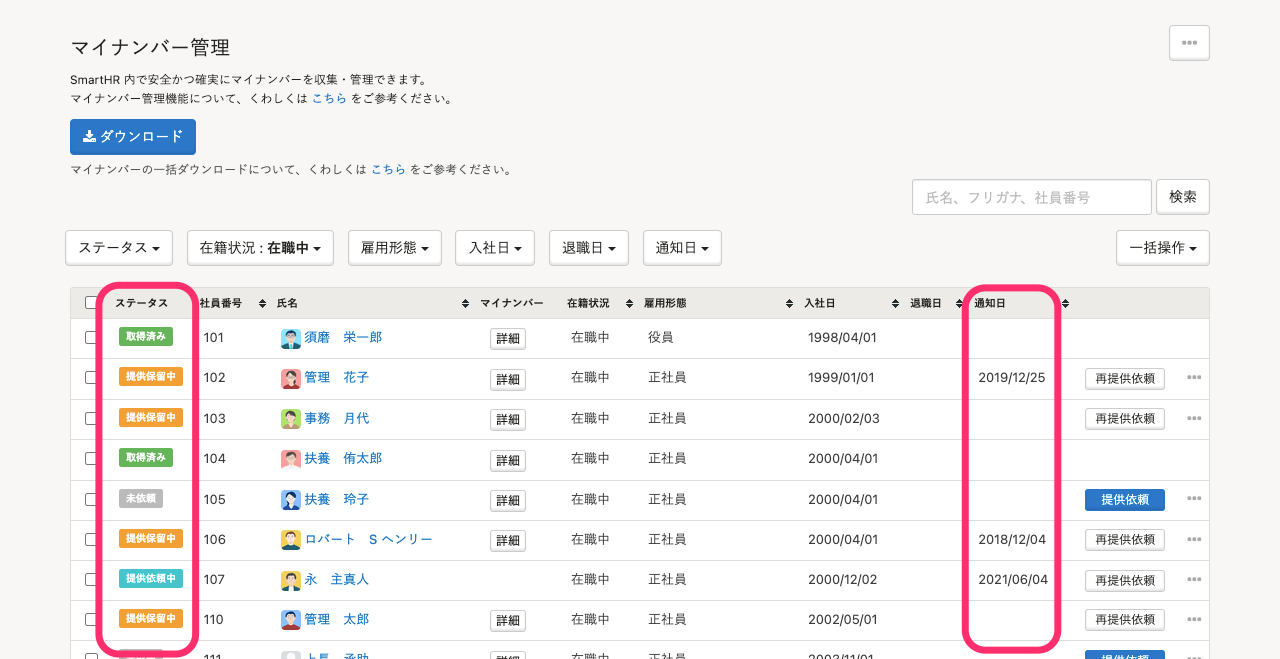 マイナンバー管理
SmartHR 内で安全かつ確実にマイナンバーを収集・管理できます。
マイナンバー管理機能について、くわしくは こちら をご参考ください。
ダウンロード
マイナンバーの一括ダウンロードについて、くわしくは こちら をご参考ください。
氏名、フリガナ、社員番号 検索
ステータス 在籍状況 : 在職中 雇用形態 入社日 退職日 通知日 一括操作
ステータス 社員番号 氏名 マイナンバー 在籍状況 雇用形態 入社日 退職日 通知日
取得済み 101 須磨 栄一郎 詳細 在職中 役員 1998/04/01
提供保留中 102 管理 花子 詳細 在職中 正社員 1999/01/01 2019/12/25 再提供依頼
提供保留中 103 事務 月代 詳細 在職中 正社員 2000/02/03 再提供依頼
取得済み 104 扶養 侑太郎 詳細 在職中 正社員 2000/04/01
未依頼 105 扶養 玲子 詳細 在職中 正社員 2000/04/01 提供依頼
提供保留中 106 ロバート S ヘンリー 詳細 在職中 正社員 2000/04/01 2018/12/04 再提供依頼
提供依頼中 107 永 主真人 在職中 正社員 2000/12/02 2021/06/04 再提供依頼
提供保留中 110 管理 太郎 詳細 在職中 正社員 2002/05/01 再提供依頼
111 上長 詳細 在職中 正社員 2003/11/01 提供依頼